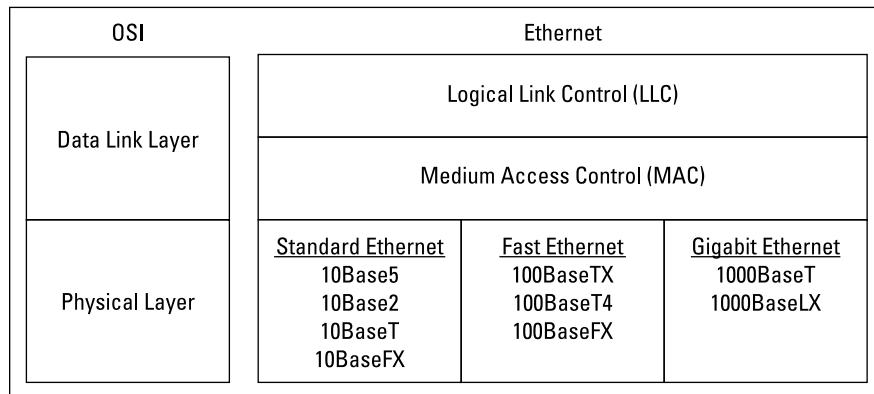 OSI
Ethernet
Data Link Layer
Logical Link Control (LLC)
Medium Access Control (MAC)
Physical Layer
Standard Ethernet
10Base5
10Base2
10BaseT
10BaseFX
Fast Ethernet
100BaseTX
100BaseT4
100BaseFX
Gigabit Ethernet
1000BaseT
1000BaseLX